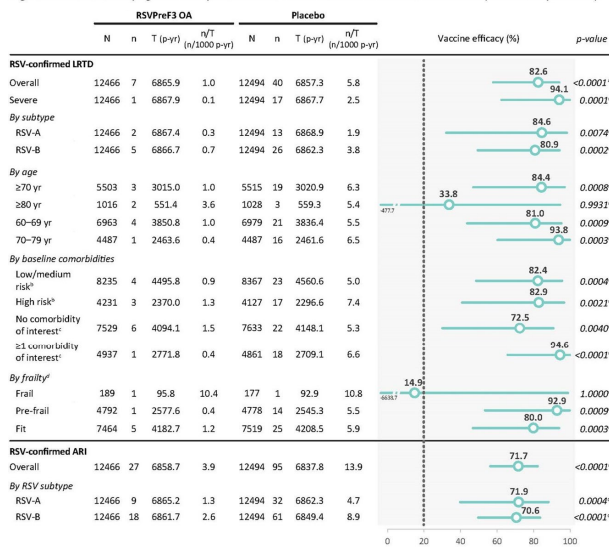 RSVPreF3 OA Placebo
N n T (p-yr) n/T (n/1000 p-yr) N n T (p-yr) n/T (n/1000 p-yr) Vaccine efficacy (%) p-value
RSV-confirmed LRTD
Overall 12466 7 6865.9 1.0 12494 40 6857.3 5.8 82.6 <0.0001
Severe 12466 1 6867.9 0.1 12494 17 6867.7 2.5 94.1 0.0001
By subtype
RSV-A 12466 2 6867.4 0.3 12494 13 6868.9 1.9 84.6 0.0074
RSV-B 12466 5 6866.7 0.7 12494 26 6862.3 3.8 80.9 0.0002
By age
≥70 yr 5503 3 3015.0 1.0 5515 19 3020.9 6.3 84.4 0.0008
≥80 yr 1016 2 551.4 3.6 1028 3 559.3 5.4 -477.7 33.8 .9931
60–69 yr 6963 4 3850.8 1.0 6979 21 3836.4 5.5 81.0 0.0009
70–79 yr 4487 1 2463.6 0.4 4487 16 2461.6 6.5 93.8 0.0003
By baseline comorbidities
Low/medium
risk b 8235 4 4495.8 0.9 8367 23 4560.6 5.0 82.4 0.0004
High risk b 4231 3 2370.0 1.3 4127 17 2296.6 7.4 82.9 0.0021
No comorbidity
of interest c 7529 6 4094.1 1.5 7633 22 4148.1 5.3 72.5 0.0040
≥1 comorbidity
of interest c 4937 1 2771.8 0.4 4861 18 2709.1 6.6 94.6 <0.0001
By frailty d
Frail 189 1 95.8 10.4 177 1 92.9 10.8 -6638.7 14.9 1.0000
Pre-frail 4792 1 2577.6 0.4 4778 14 2545.3 5.5 92.9 0.0009
Fit 7464 5 4182.7 1.2 7519 25 4208.5 5.9 80.0 0.0003
RSV-confirmed ARI
Overall 12466 27 6858.7 3.9 12494 95 6837.8 13.9 71.7 <0.0001
By RSV subtype
RSV-A 12466 9 6865.2 1.3 12494 32 6862.3 4.7 71.9 0.0004
RSV-B 12466 18 6861.7 2.6 12494 61 6849.4 8.9 70.6 <0.0001
0 20 40 60 80 100